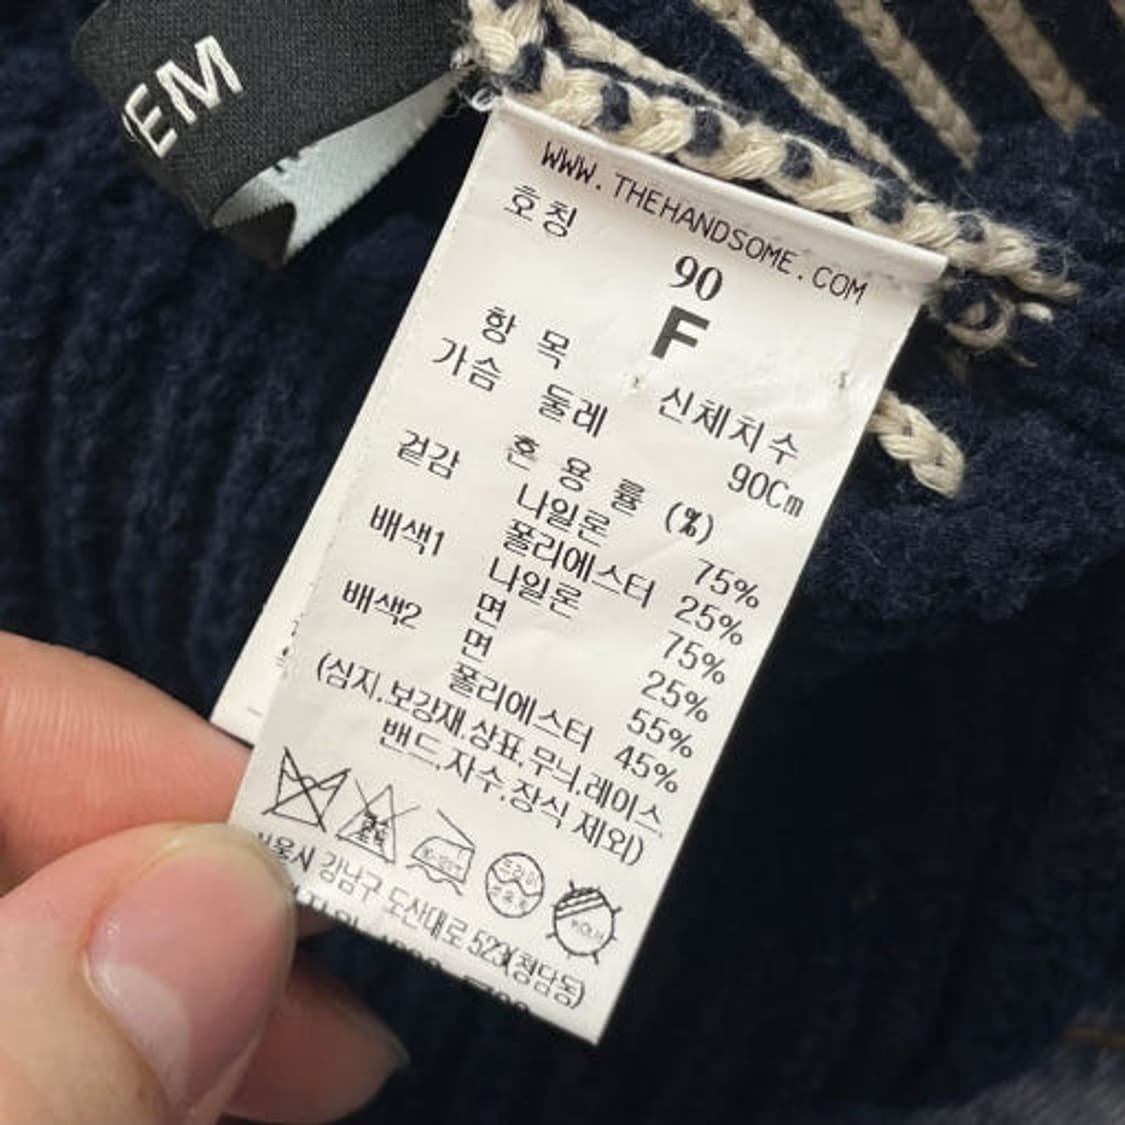 EM
WWW.THEHANDSOME.COM
호칭
90
F
항 목 신체치수
가슴 둘레 90Cm
혼 용 률 (%)
겉감 나일론 75%
폴리에스터 25%
배색1 나일론 75%
면 25%
배색2 면 55%
폴리에스터 45%
(심지.보강재.상표.무늬.레이스.
밴드.자수.장식 제외)
서울시 강남구 도산대로 523(청담동)